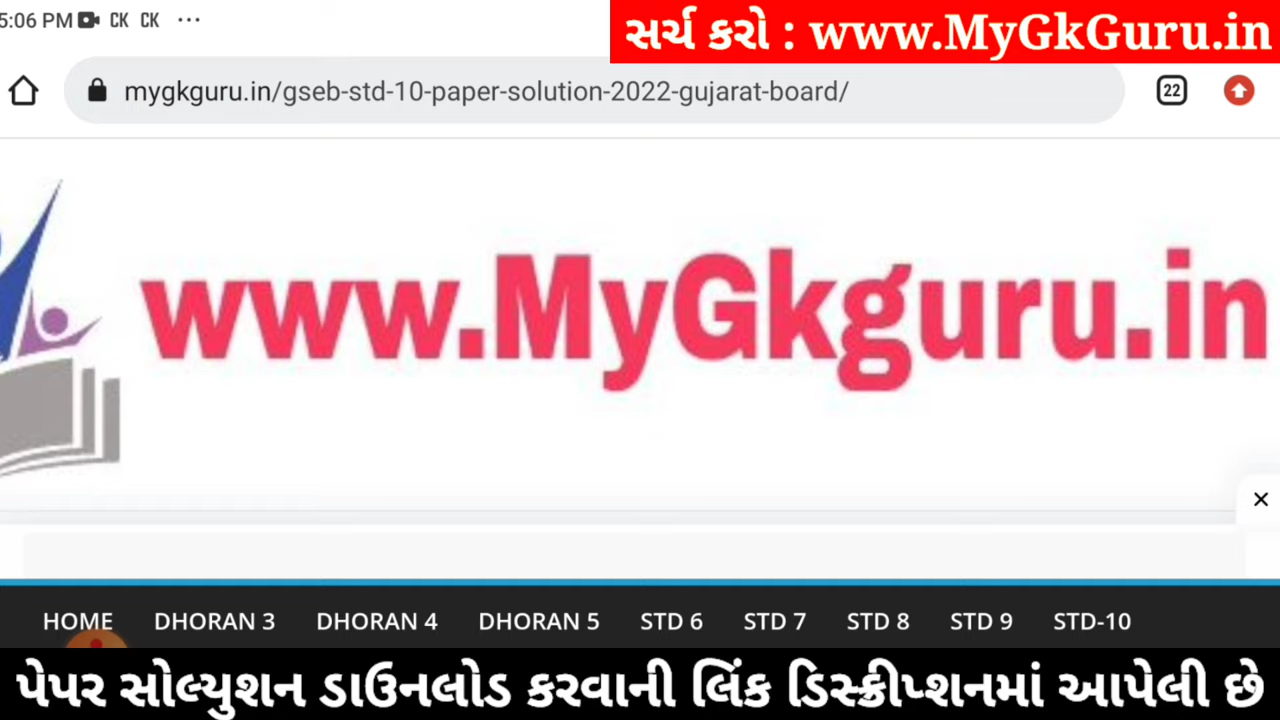 5:06 PM CK CK ...
સર્ચ કરો : www.MyGkGuru.in
mygkguru.in/gseb-std-10-paper-solution-2022-gujarat-board/ 22
www.MyGkguru.in
HOME DHORAN 3 DHORAN 4 DHORAN 5 STD 6 STD 7 STD 8 STD 9 STD-10
પેપર સોલ્યુશન ડાઉનલોડ કરવાની લિંક ડિસ્ક્રીપ્શનમાં આપેલી છે